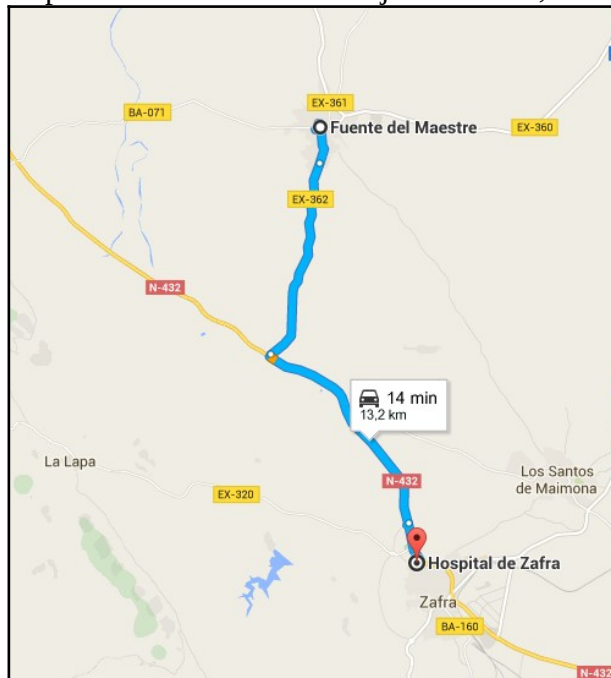 EX-361
BA-071
Fuente del Maestre
EX-360
EX-362
N-432
14 min
13,2 km
La Lapa
N-432
Los Santos
de Maimona
EX-320
Hospital de Zafra
Zafra
BA-160
N-432